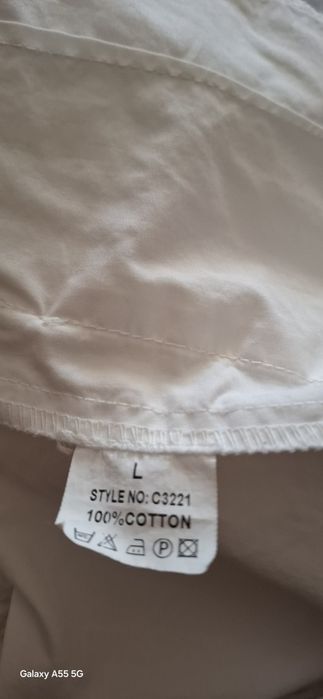 L
STYLE NO: C3221
100%COTTON
P
Galaxy A55 5G